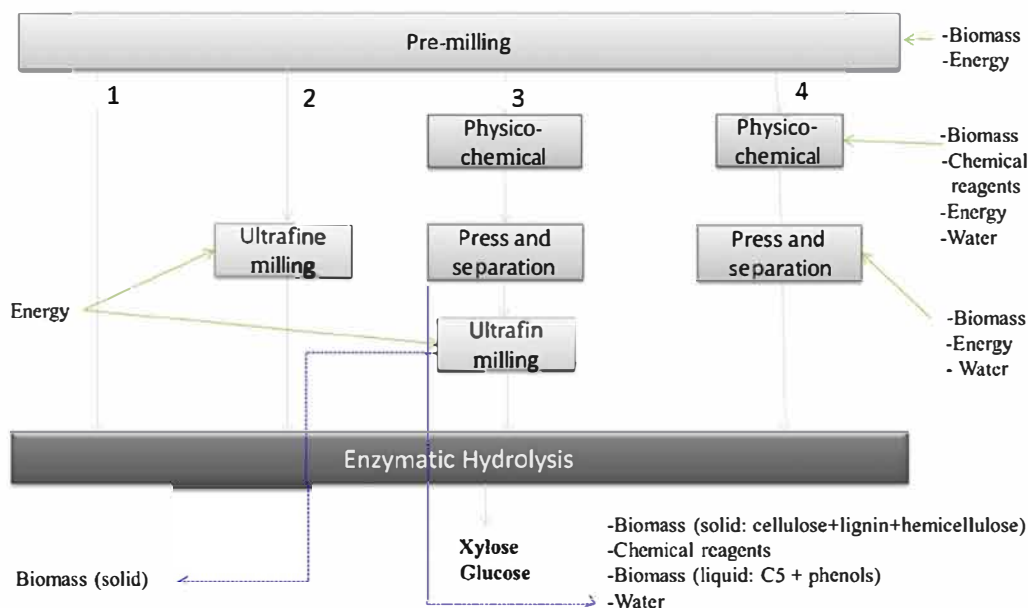 Pre-milling
-Biomass
-Energy
1
2
3
4
Physico-
chemical
Physico-
chemical
-Biomass
-Chemical
reagents
-Energy
-Water
Ultrafine
milling
Press and
separation
Press and
separation
Energy
Ultrafin
milling
-Biomass
-Energy
- Water
Enzymatic Hydrolysis
Xylose
Glucose
-Biomass (solid: cellulose+lignin+hemicellulose)
-Chemical reagents
-Biomass (liquid: C5 + phenols)
-Water
Biomass (solid)